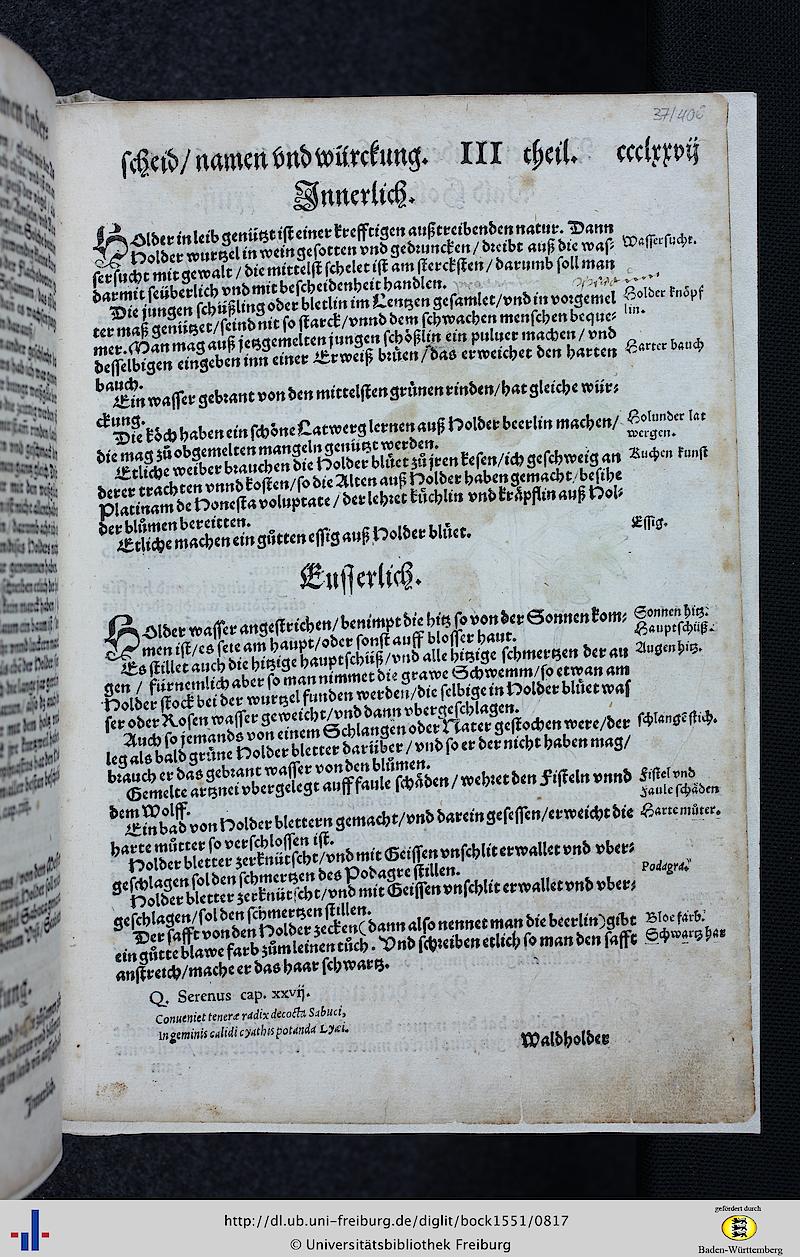 37/408
scheid/ namen vnd würckung. III theil. ccclxxvij
Innerlich.
HOlder in leib genützt ist einer krefftigen außtreibenden natur. Dann
Holder wurtzel in wein gesotten vnd gedruncken/ dreibt auß die was⸗
sersucht mit gewalt / die mittelst schelet ist am stercksten/ darumb soll man
darmit seüberlich vnd mit bescheidenheit handlen.
Wassersucht.
Die jungen schüßling oder bletlin im Lentzen gesamlet/vnd in vorgemel
ter maß genützet/seind nit so starck/vnnd dem schwachen menschen beque⸗
mer. Man mag auß jetzgemelten jungen schößlin ein puluer machen / vnd
desselbigen eingeben inn einer Erweiß brüen/das erweichet den harten
bauch.
Holder knöpf
lin.
Harter bauch
Ein wasser gebrant von den mittelsten grünen rinden/hat gleiche wür⸗
ckung.
Die köch haben ein schöne Latwerg lernen auß Holder beerlin machen/
die mag zů obgemelten mangeln genützt werden.
Holunder lat
wergen.
Etliche weiber brauchen die Holder blüet zů jren kesen/ich geschweig an
derer trachten vnnd kosten/so die Alten auß Holder haben gemacht/besihe
Platinam de Honesta voluptate / der lehret küchlin vnd kräpflin auß Hol⸗
der blůmen bereitten.
Kuchen kunst
Etliche machen ein gůtten essig auß Holder blüet.
Essig.
Eusserlich.
HOlder wasser angestrichen/benimpt die hitz so von der Sonnen kom⸗
men ist/es seie am haupt/oder sonst auff blosser haut.
Sonnen hitz.
Hauptschüß.
Es stillet auch die hitzige hauptschüß/vnd alle hitzige schmertzen der au
gen / fürnemlich aber so man nimmet die grawe Schwemm/so etwan am
Holder stock bei der wurtzel funden werden/die selbige in Holder blüet was
ser oder Rosen wasser geweicht/vnd dann vbergeschlagen.
Augen hitz.
Auch so jemands von einem Schlangen oder Nater gestochen were/der
leg als bald grüne Holder bletter darüber / vnd so er der nicht haben mag/
brauch er das gebrant wasser von den blůmen.
schlangē stich.
Gemelte artznei vbergelegt auff faule schäden / wehret den Fisteln vnnd
dem Wolff.
Fistel vnd
Faule schäden
Ein bad von Holder blettern gemacht/vnd darein gesessen/erweicht die
harte můtter so verschlossen ist.
Harte můter.
Holder bletter zerknütscht/vnd mit Geissen vnschlit erwallet vnd vber⸗
geschlagen sol den schmertzen des Podagre stillen.
Podagra.
Holder bletter zerknütscht/vnd mit Geissen vnschlit erwallet vnd vber⸗
geschlagen/sol den schmertzen stillen.
Der safft von den Holder zecken(dann also nennet man die beerlin)gibt
ein gůtte blawe farb zům leinen tůch. Vnd schreiben etlich so man den safft
anstreich/mache er das haar schwartz.
Bloe farb.
Schwartz har
Q. Serenus cap. xxvij.
Conueniet teneræ radix decocta Sabuci,
In geminis calidi cyathis potanda Lyæi.
Waldholder
http://dl.ub.uni-freiburg.de/diglit/bock1551/0817
© Universitätsbibliothek Freiburg
gefördert durch
Baden-Württemberg